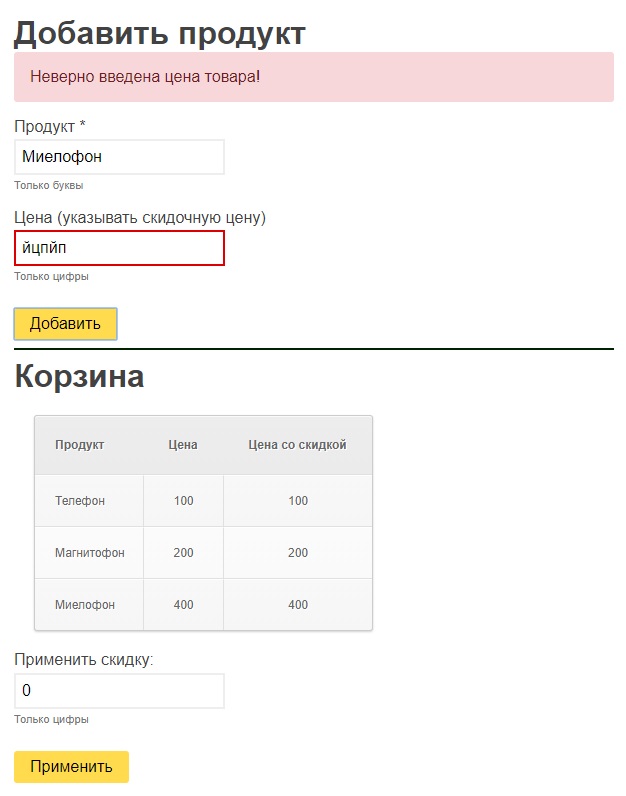 Добавить продукт
Неверно введена цена товара!
Продукт *
Миелофон
Только буквы
Цена (указывать скидочную цену)
йцпйп
Только цифры
Добавить
Корзина
Продукт Цена Цена со скидкой
Телефон 100 100
Магнитофон 200 200
Миелофон 400 400
Применить скидку:
0
Только цифры
Применить